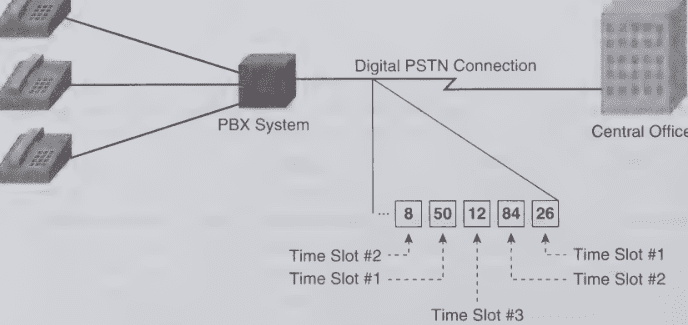 Digital PSTN Connection
PBX System
Central Office
... 8 50 12 84 26
Time Slot #2
Time Slot #1
Time Slot #1
Time Slot #2
Time Slot #3